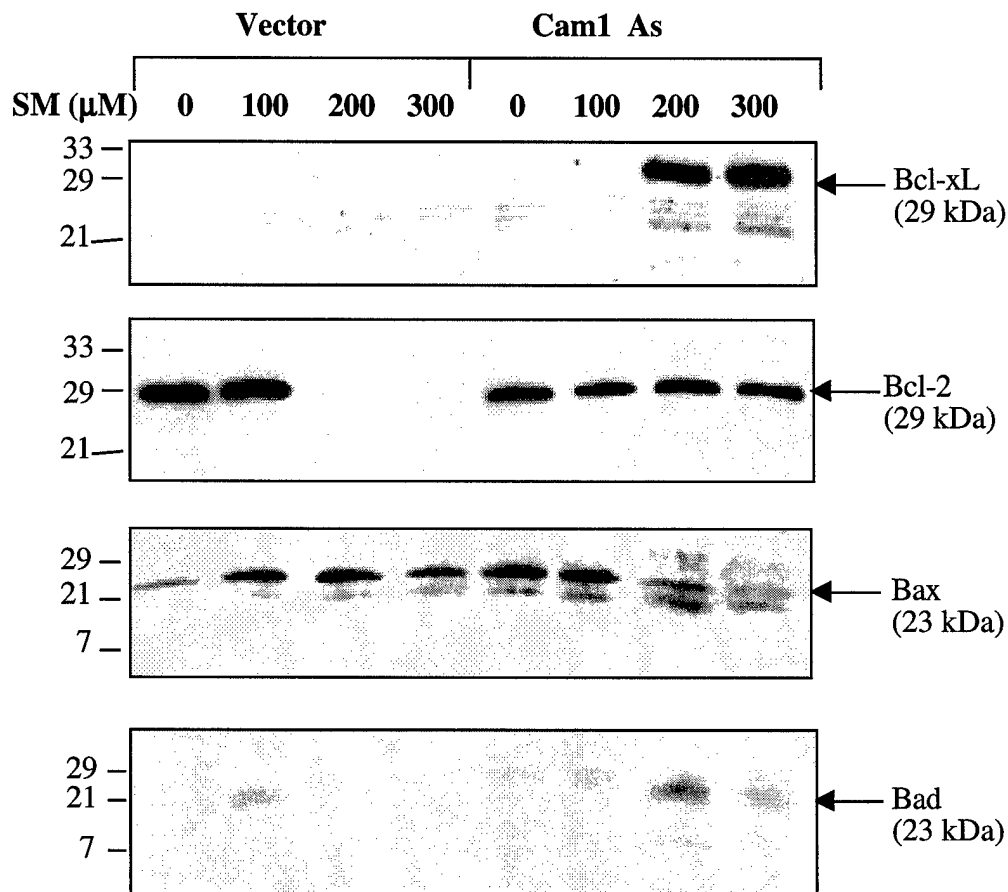 Vector Cam1 As
SM (µM) 0 100 200 300 0 100 200 300
33
29
21
Bcl-xL
(29 kDa)
33
29
21
Bcl-2
(29 kDa)
29
21
7
Bax
(23 kDa)
29
21
7
Bad
(23 kDa)